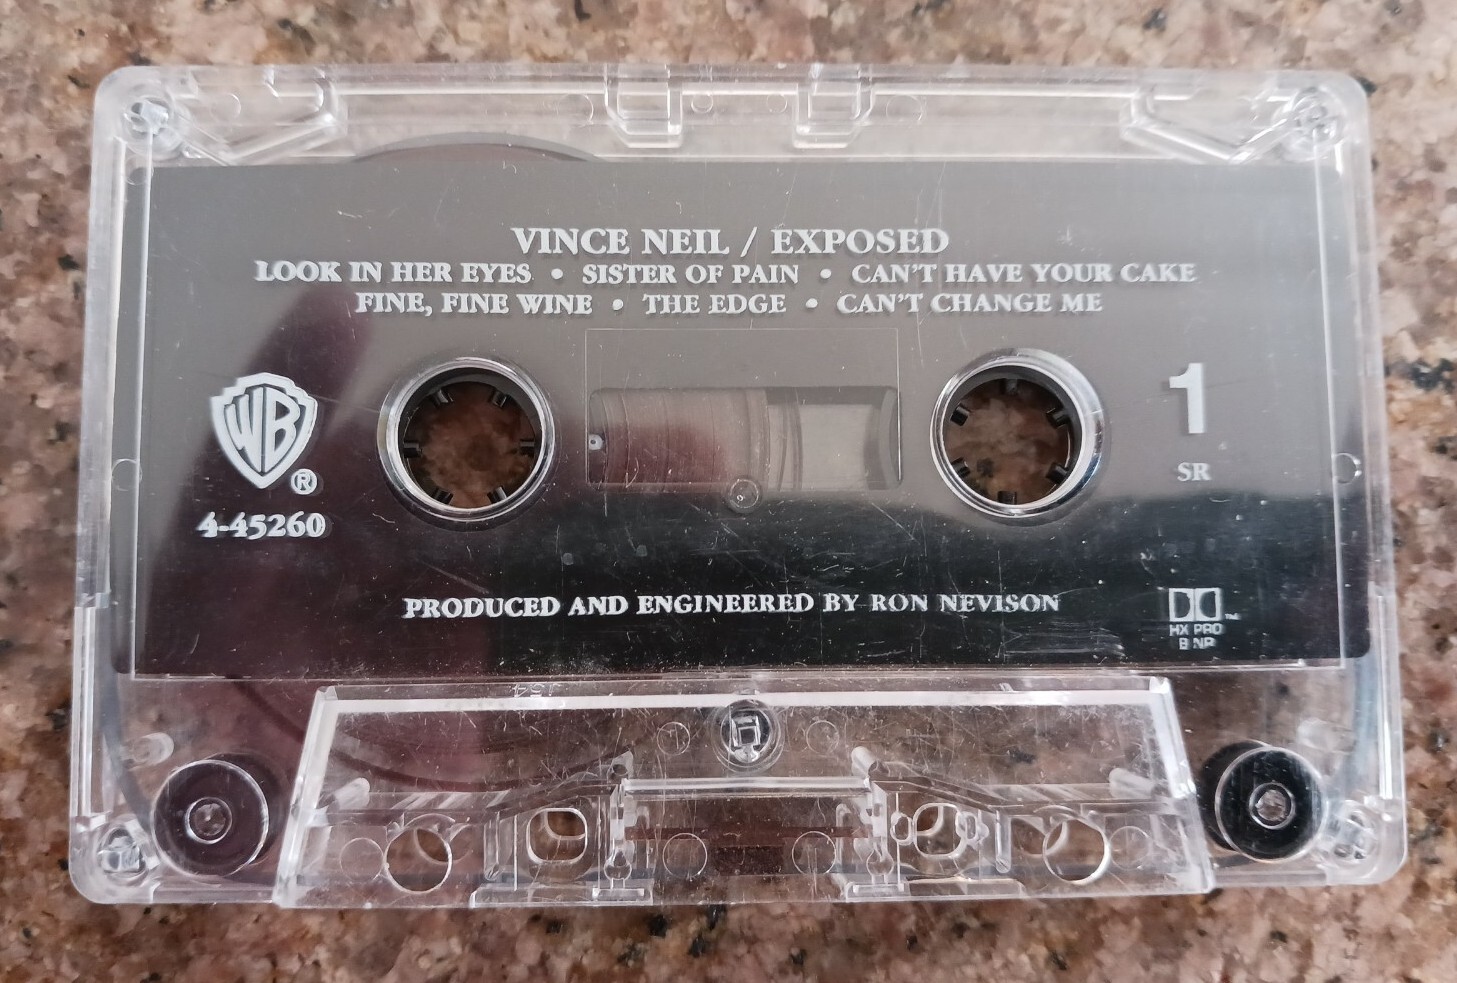 VINCE NEIL / EXPOSED
LOOK IN HER EYES • SISTER OF PAIN • CAN'T HAVE YOUR CAKE
FINE, FINE WINE • THE EDGE • CAN'T CHANGE ME
WB
®
4-45260
1
SR
PRODUCED AND ENGINEERED BY RON NEVISON
™
HX PRO
B NR